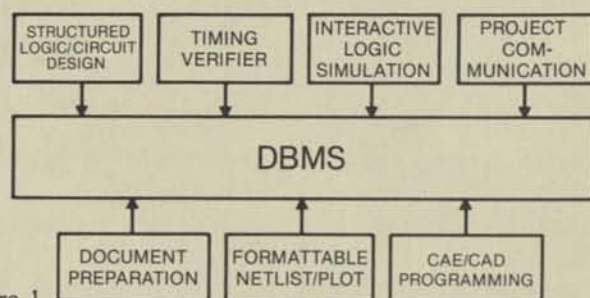 STRUCTURED
LOGIC/CIRCUIT
DESIGN
TIMING
VERIFIER
INTERACTIVE
LOGIC
SIMULATION
PROJECT
COM-
MUNICATION
DBMS
DOCUMENT
PREPARATION
FORMATTABLE
NETLIST/PLOT
CAE/CAD
PROGRAMMING